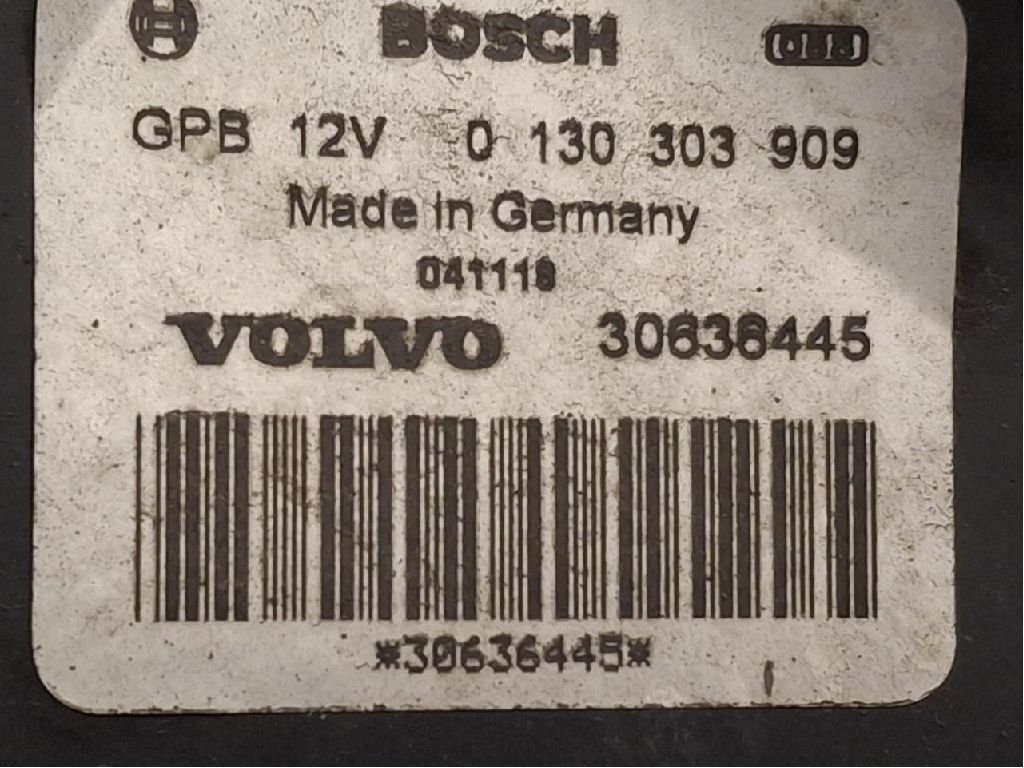 BOSCH
GPB 12V 0 130 303 909
Made in Germany
041118
VOLVO 30636445
*30636445*